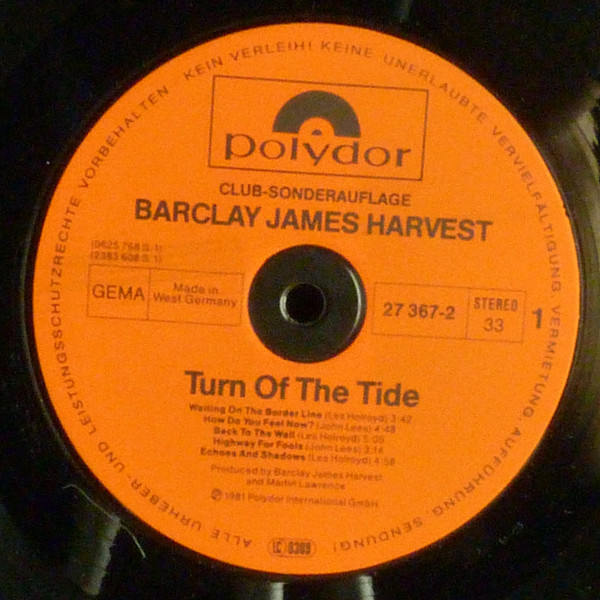 ALLE URHEBER- UND LEISTUNGSSCHUTZRECHTE VORBEHALTEN KEIN VERLEIH! KEINE UNERLAUBTE VERVIELFÄLTIGUNG, VERMIETUNG, AUFFÜHRUNG, SENDUNG!
polydor
CLUB-SONDERAUFLAGE
BARCLAY JAMES HARVEST
(0625 768 S. 1)
(2383 608 S. 1)
GEMA
Made in
West Germany
27 367-2
STEREO
33
1
Turn Of The Tide
Waiting On The Border Line (Les Holroyd) 3:42
How Do You Feel Now? (John Lees) 4:48
Back To The Wall (Les Holroyd) 5:05
Highway For Fools (John Lees) 3:14
Echoes And Shadows (Les Holroyd) 4:58
Produced by Barclay James Harvest
and Martin Lawrence
℗ 1981 Polydor International GmbH
LC 0309